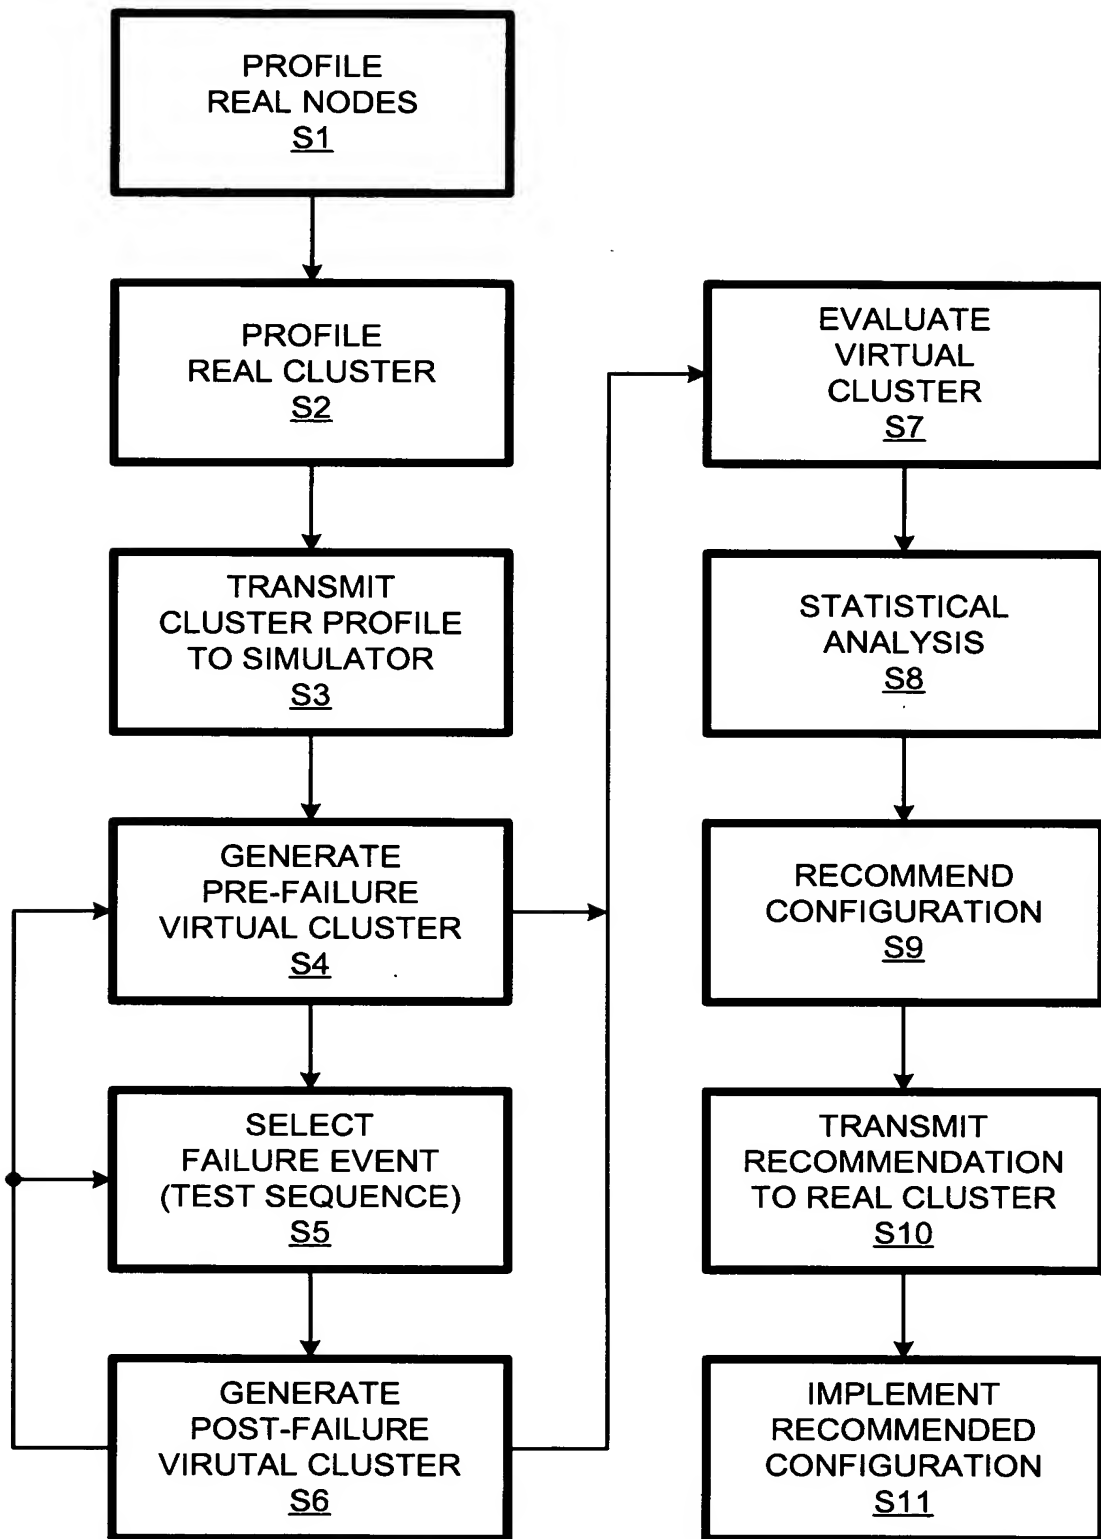 PROFILE
REAL NODES
S1
PROFILE
REAL CLUSTER
S2
TRANSMIT
CLUSTER PROFILE
TO SIMULATOR
S3
GENERATE
PRE-FAILURE
VIRTUAL CLUSTER
S4
SELECT
FAILURE EVENT
(TEST SEQUENCE)
S5
GENERATE
POST-FAILURE
VIRUTAL CLUSTER
S6
EVALUATE
VIRTUAL
CLUSTER
S7
STATISTICAL
ANALYSIS
S8
RECOMMEND
CONFIGURATION
S9
TRANSMIT
RECOMMENDATION
TO REAL CLUSTER
S10
IMPLEMENT
RECOMMENDED
CONFIGURATION
S11